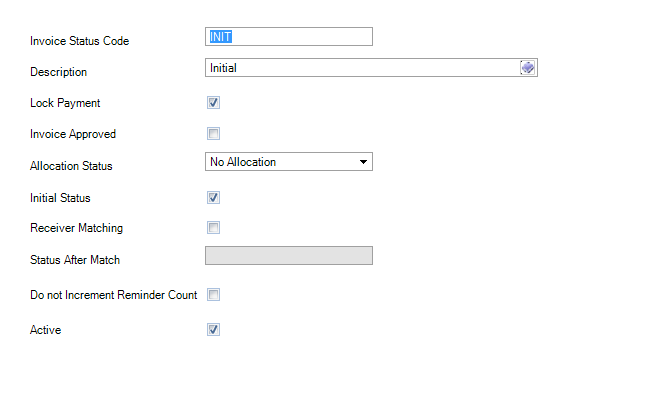 Invoice Status Code INIT
Description Initial
Lock Payment
Invoice Approved
Allocation Status No Allocation
Initial Status
Receiver Matching
Status After Match
Do not Increment Reminder Count
Active